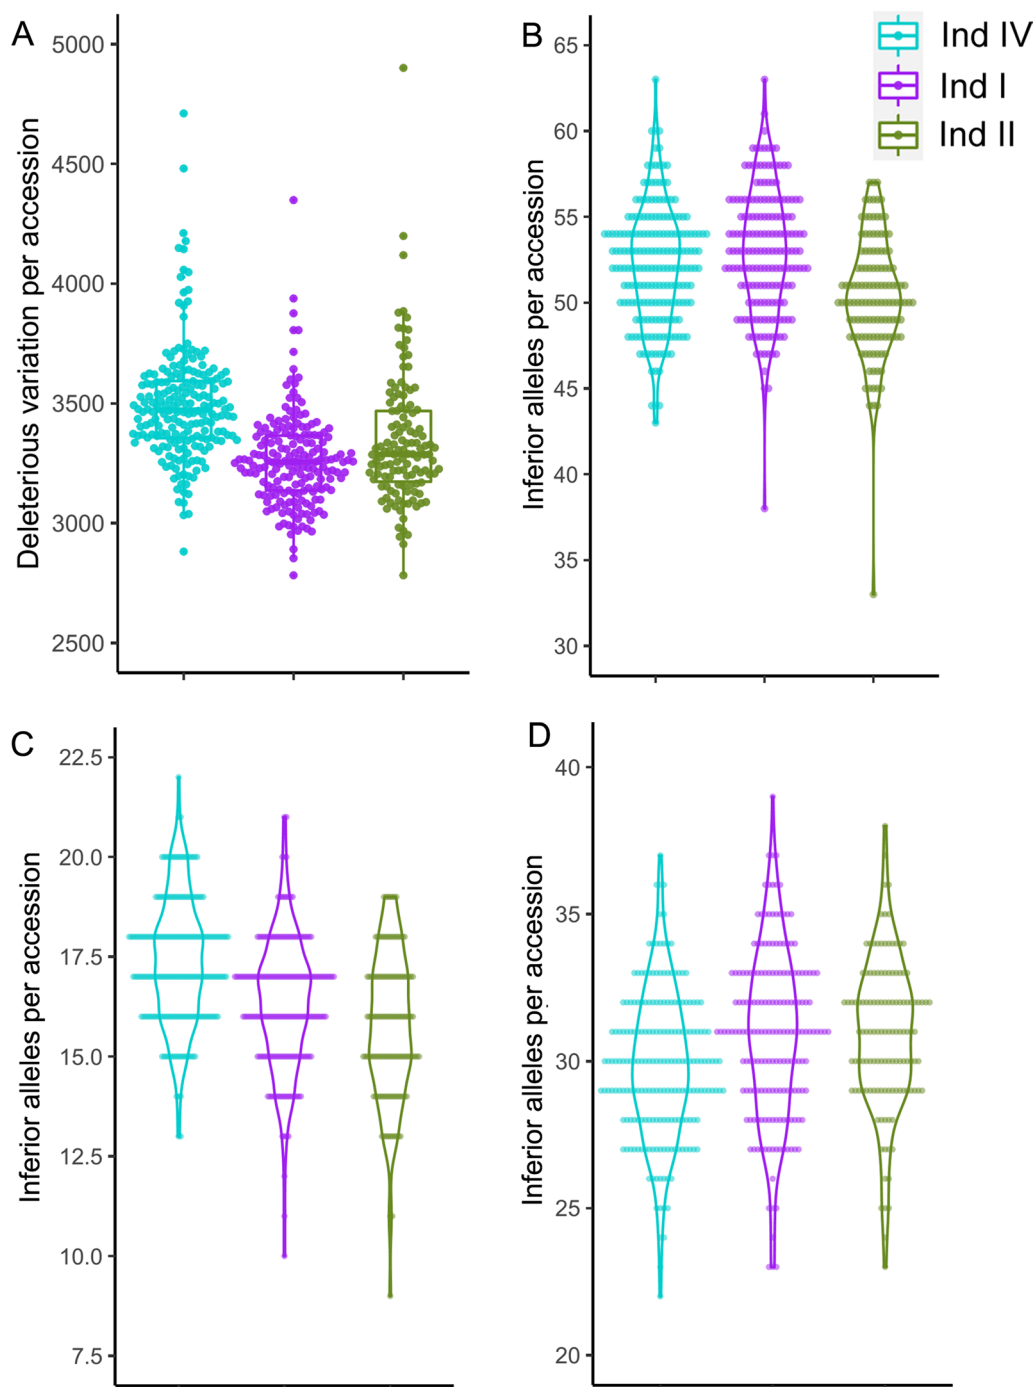 A
Deleterious variation per accession
5000
4500
4000
3500
3000
2500
B
Inferior alleles per accession
65
60
55
50
45
40
35
30
Ind IV
Ind I
Ind II
C
Inferior alleles per accession
22.5
20.0
17.5
15.0
12.5
10.0
7.5
D
Inferior alleles per accession
40
35
30
25
20